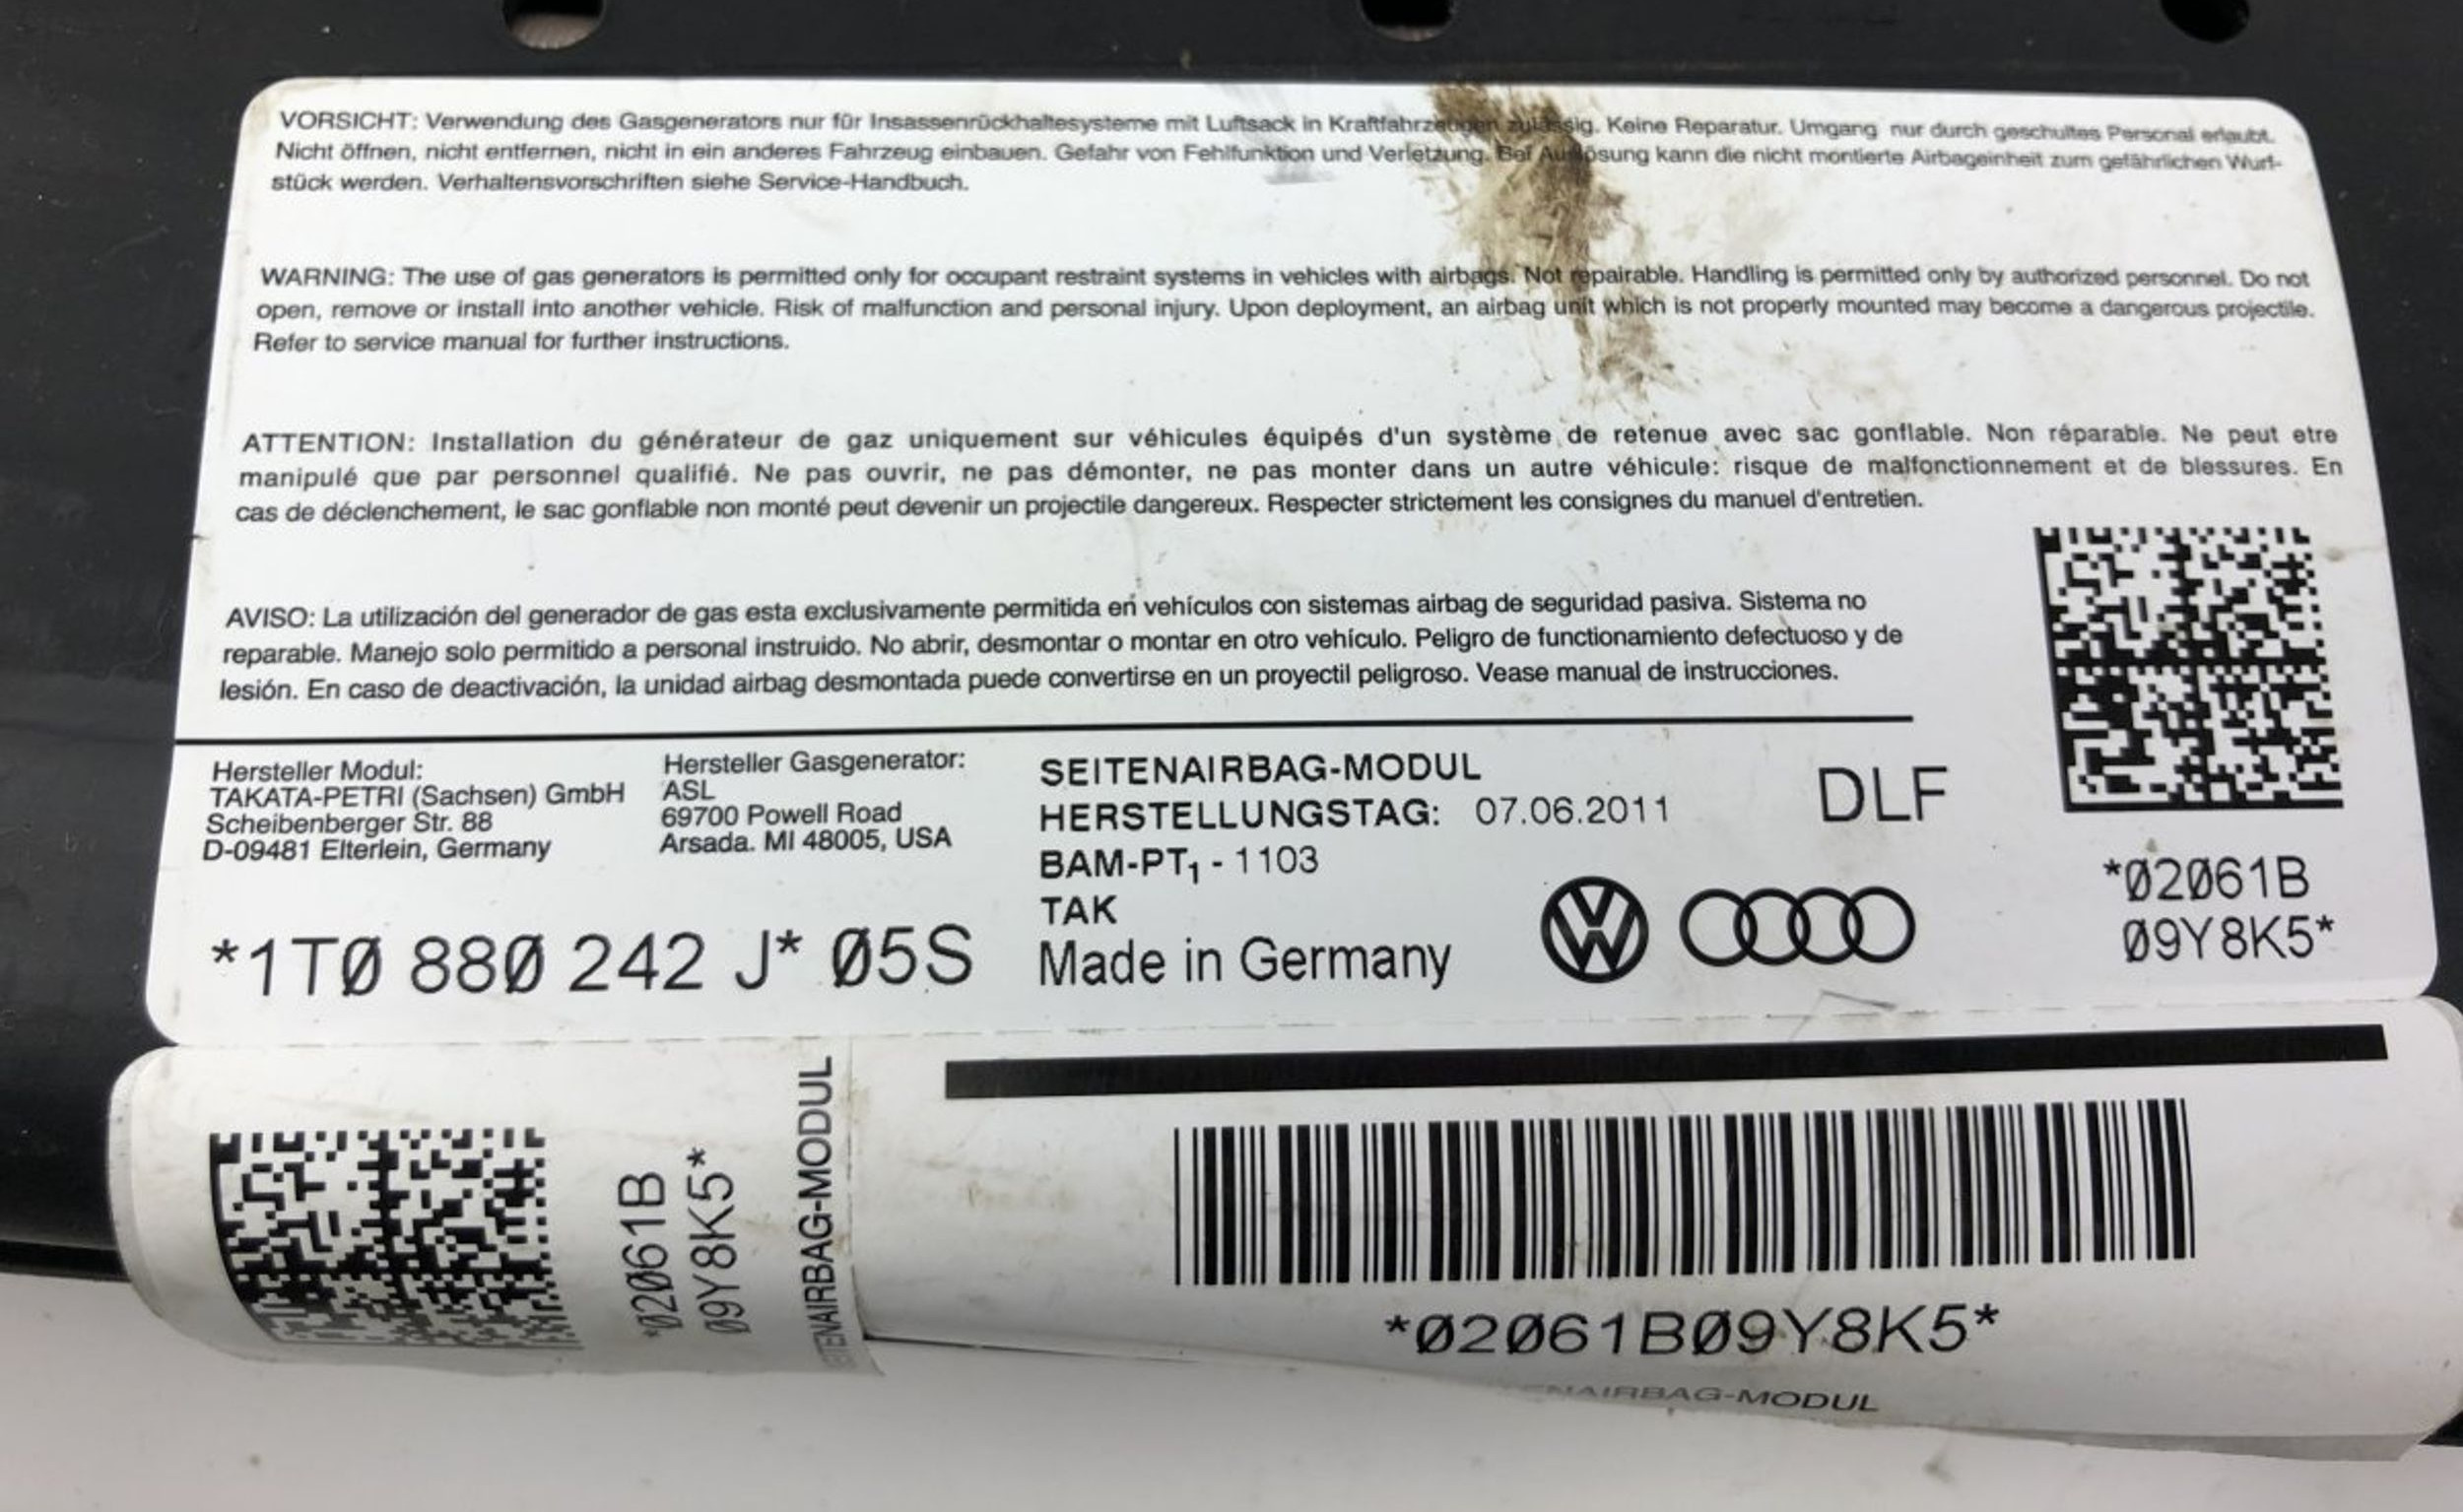 VORSICHT: Verwendung des Gasgenerators nur für Insassenrückhaltesysteme mit Luftsack in Kraftfahrzeugen zulässig. Keine Reparatur. Umgang nur durch geschultes Personal erlaubt.
Nicht öffnen, nicht entfernen, nicht in ein anderes Fahrzeug einbauen. Gefahr von Fehlfunktion und Verletzung. Bei Auslösung kann die nicht montierte Airbageinheit zum gefährlichen Wurf-
stück werden. Verhaltensvorschriften siehe Service-Handbuch.
WARNING: The use of gas generators is permitted only for occupant restraint systems in vehicles with airbags. Not repairable. Handling is permitted only by authorized personnel. Do not
open, remove or install into another vehicle. Risk of malfunction and personal injury. Upon deployment, an airbag unit which is not properly mounted may become a dangerous projectile.
Refer to service manual for further instructions.
ATTENTION: Installation du générateur de gaz uniquement sur véhicules équipés d'un système de retenue avec sac gonflable. Non réparable. Ne peut etre
manipulé que par personnel qualifié. Ne pas ouvrir, ne pas démonter, ne pas monter dans un autre véhicule: risque de malfonctionnement et de blessures. En
cas de déclenchement, le sac gonflable non monté peut devenir un projectile dangereux. Respecter strictement les consignes du manuel d'entretien.
AVISO: La utilización del generador de gas esta exclusivamente permitida en vehículos con sistemas airbag de seguridad pasiva. Sistema no
reparable. Manejo solo permitido a personal instruido. No abrir, desmontar o montar en otro vehículo. Peligro de functionamiento defectuoso y de
lesión. En caso de deactivación, la unidad airbag desmontada puede convertirse en un proyectil peligroso. Vease manual de instrucciones.
Hersteller Modul:
TAKATA-PETRI (Sachsen) GmbH
Scheibenberger Str. 88
D-09481 Elterlein, Germany
Hersteller Gasgenerator:
ASL
69700 Powell Road
Arsada. MI 48005, USA
*1TØ 88Ø 242 J* Ø5S
SEITENAIRBAG-MODUL
HERSTELLUNGSTAG: 07.06.2011
BAM-PT₁ - 1103
TAK
Made in Germany
DLF
VW
*Ø2Ø61B
Ø9Y8K5*
*Ø2Ø61B
Ø9Y8K5*
SEITENAIRBAG-MODUL
*Ø2Ø61BØ9Y8K5*
NAIRBAG-MODUL